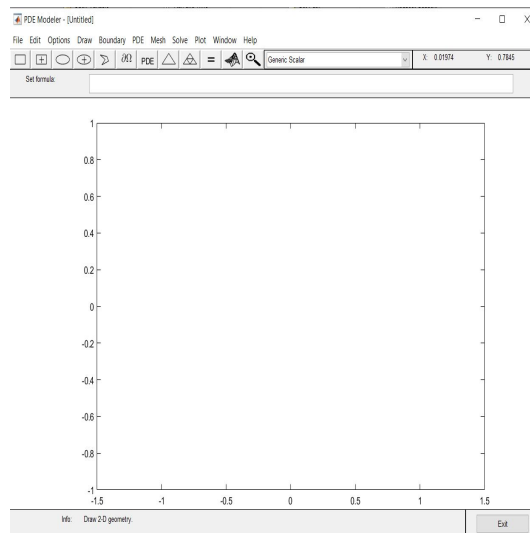 PDE Modeler - [Untitled]
File Edit Options Draw Boundary PDE Mesh Solve Plot Window Help
∂Ω PDE = Generic Scalar X: 0.01974 Y: 0.7845
Set formula:
1
0.8
0.6
0.4
0.2
0
-0.2
-0.4
-0.6
-0.8
-1
-1.5 -1 -0.5 0 0.5 1 1.5
Info: Draw 2-D geometry. Exit